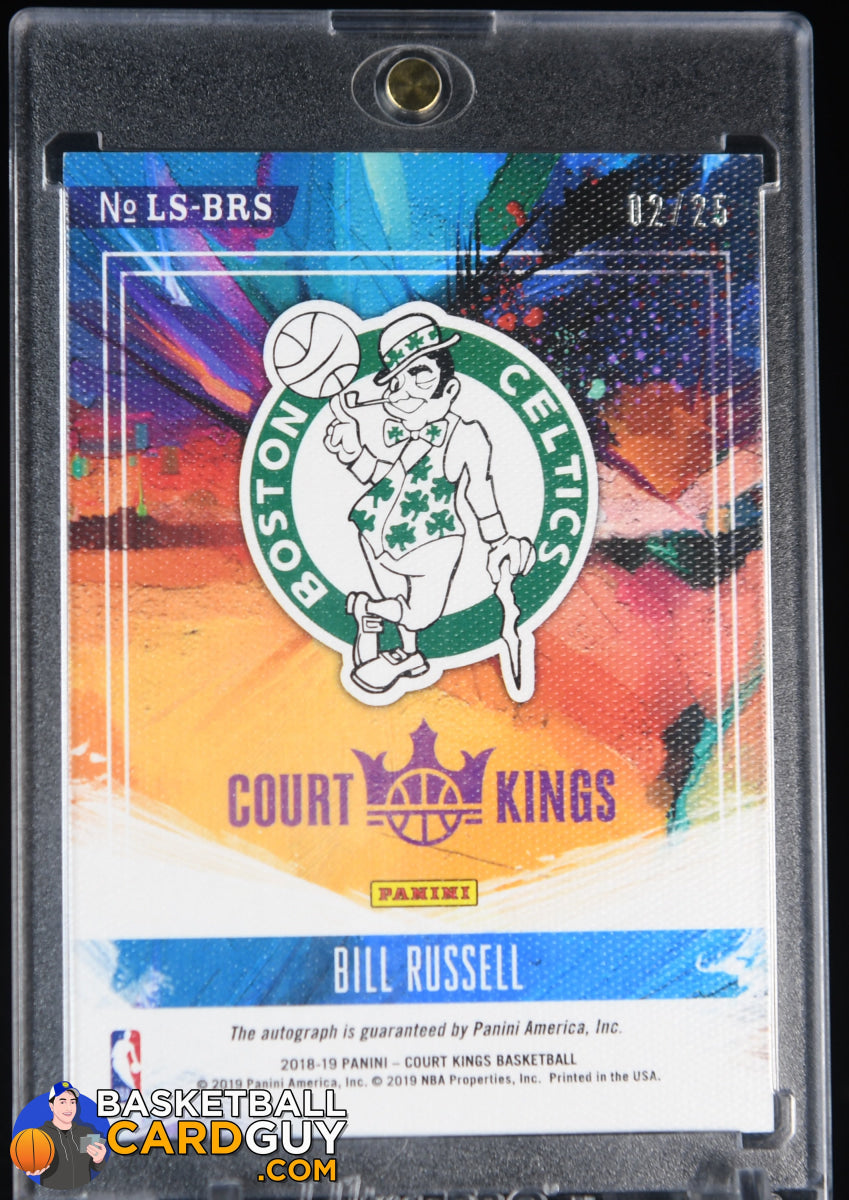 No LS-BRS
02/25
BOSTON CELTICS
COURT KINGS
PANINI
BILL RUSSELL
The autograph is guaranteed by Panini America, Inc.
2018-19 PANINI – COURT KINGS BASKETBALL
© 2019 Panini America, Inc. © 2019 NBA Properties, Inc. Printed in the USA.
BASKETBALL
CARDGUY
.COM